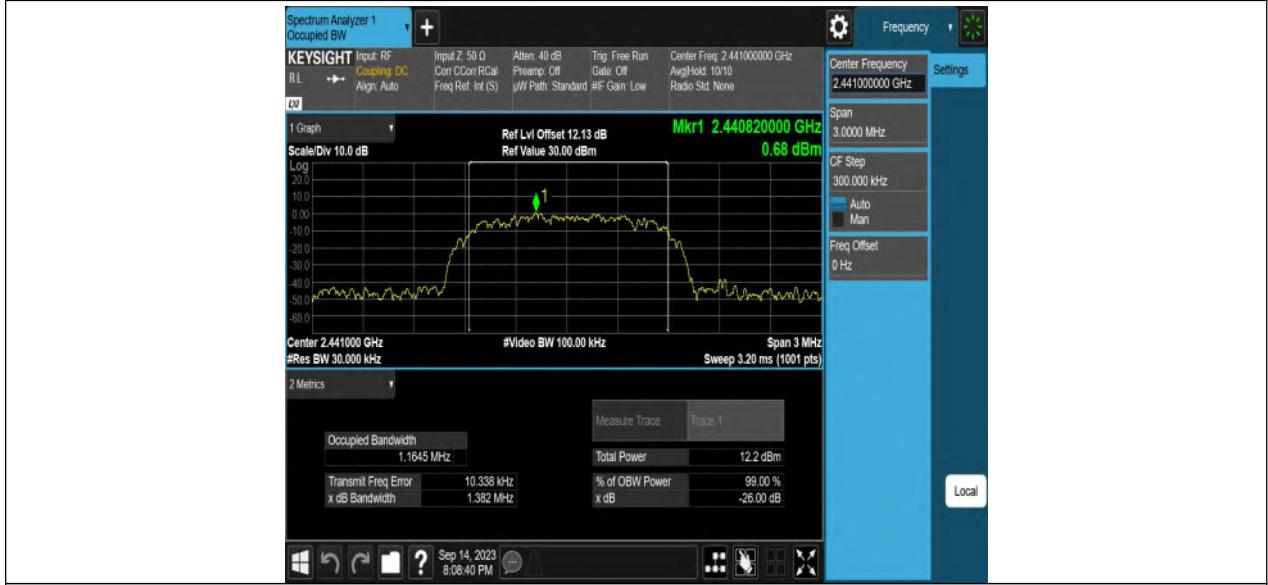 Spectrum Analyzer 1
Occupied BW
+
Frequency
KEYSIGHT
RL
LXI
Input: RF
Coupling: DC
Align: Auto
Input Z: 50 Ω
Corr CCorr RCal
Freq Ref: Int (S)
Atten: 40 dB
Preamp: Off
µW Path: Standard
Trig: Free Run
Gate: Off
#IF Gain: Low
Center Freq: 2.441000000 GHz
Avg|Hold: 10/10
Radio Std: None
Center Frequency
2.441000000 GHz
Settings
Span
3.0000 MHz
CF Step
300.000 kHz
Auto
Man
Freq Offset
0 Hz
Local
1 Graph
Scale/Div 10.0 dB
Ref Lvl Offset 12.13 dB
Ref Value 30.00 dBm
Mkr1 2.440820000 GHz
0.68 dBm
Log
20.0
10.0
0.00
-10.0
-20.0
-30.0
-40.0
-50.0
-60.0
1
Center 2.441000 GHz
#Video BW 100.00 kHz
Span 3 MHz
#Res BW 30.000 kHz
Sweep 3.20 ms (1001 pts)
2 Metrics
Measure Trace
Trace 1
Occupied Bandwidth
1.1645 MHz
Total Power
12.2 dBm
Transmit Freq Error
10.338 kHz
% of OBW Power
99.00 %
x dB Bandwidth
1.382 MHz
x dB
-26.00 dB
?
Sep 14, 2023
8:08:40 PM